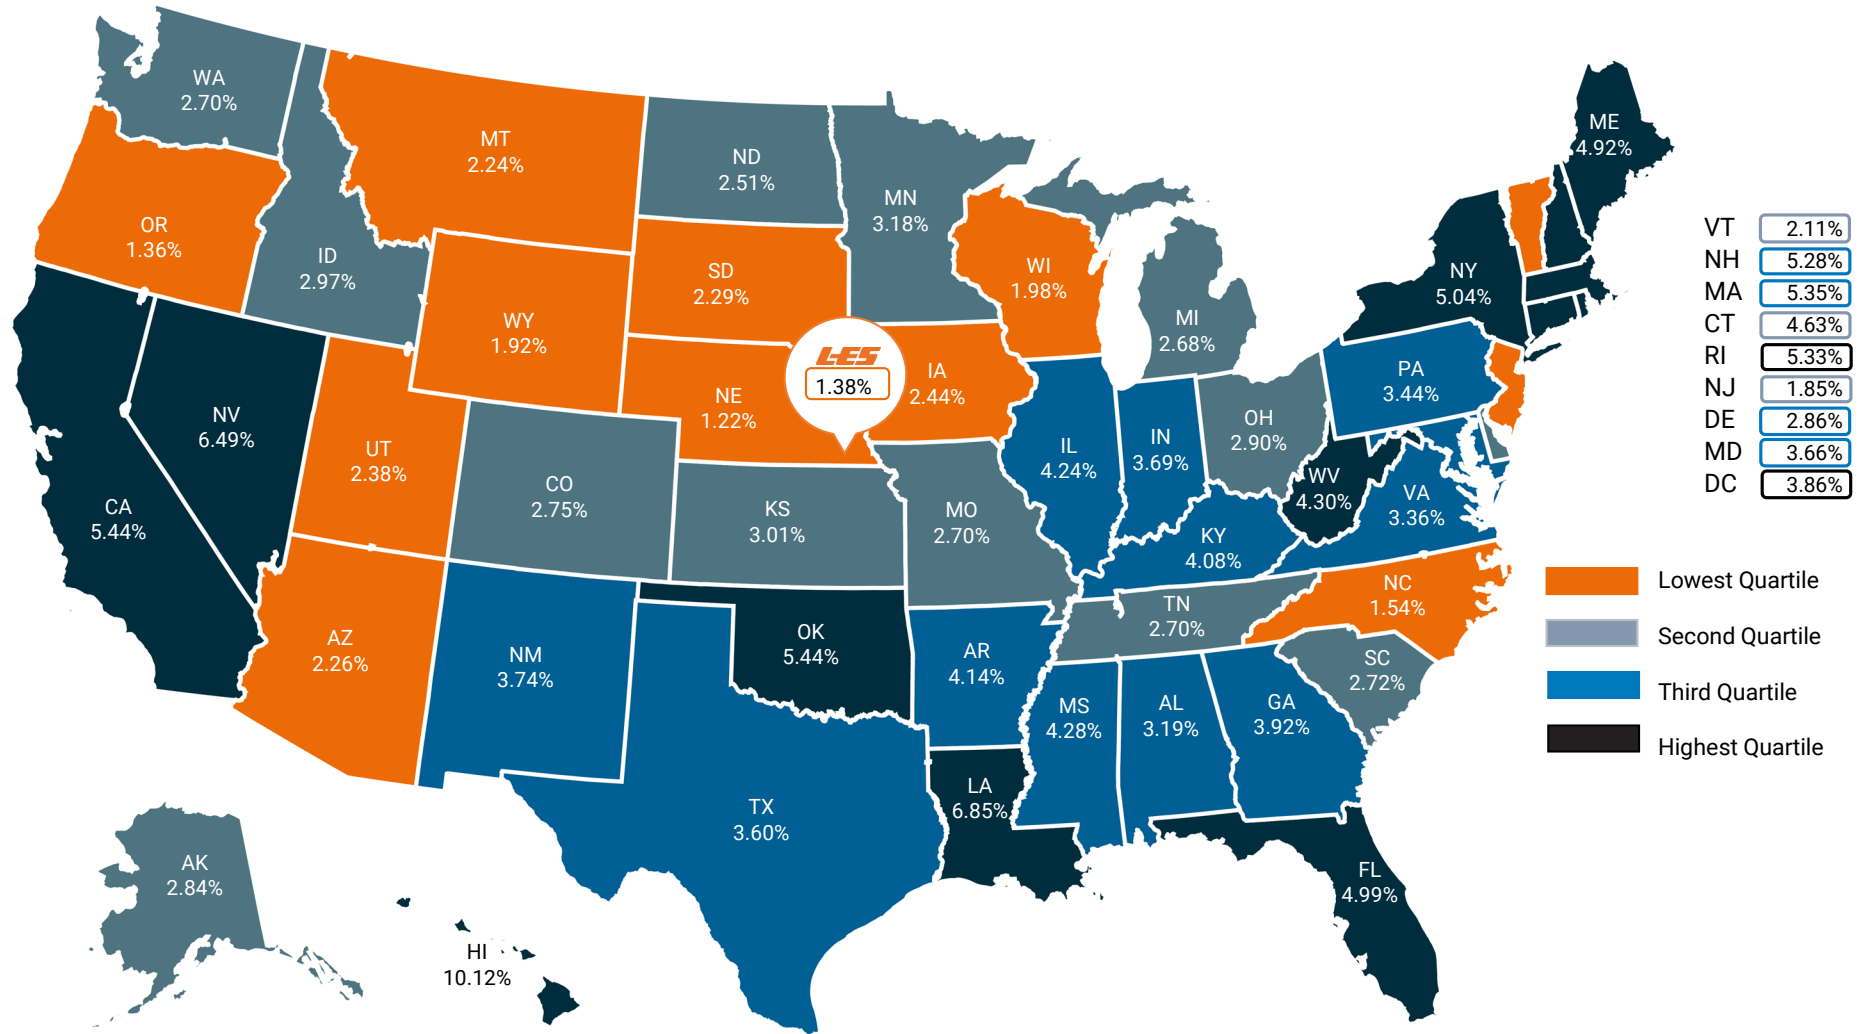 WA
2.70%
OR
1.36%
MT
2.24%
ID
2.97%
ND
2.51%
MN
3.18%
SD
2.29%
WI
1.98%
WY
1.92%
NE
1.22%
LES
1.38%
IA
2.44%
MI
2.68%
NY
5.04%
ME
4.92%
PA
3.44%
NV
6.49%
UT
2.38%
CO
2.75%
KS
3.01%
MO
2.70%
IL
4.24%
IN
3.69%
OH
2.90%
WV
4.30%
VA
3.36%
KY
4.08%
CA
5.44%
AZ
2.26%
NM
3.74%
OK
5.44%
AR
4.14%
TN
2.70%
NC
1.54%
SC
2.72%
MS
4.28%
AL
3.19%
GA
3.92%
TX
3.60%
LA
6.85%
FL
4.99%
AK
2.84%
HI
10.12%
VT 2.11%
NH 5.28%
MA 5.35%
CT 4.63%
RI 5.33%
NJ 1.85%
DE 2.86%
MD 3.66%
DC 3.86%
Lowest Quartile
Second Quartile
Third Quartile
Highest Quartile